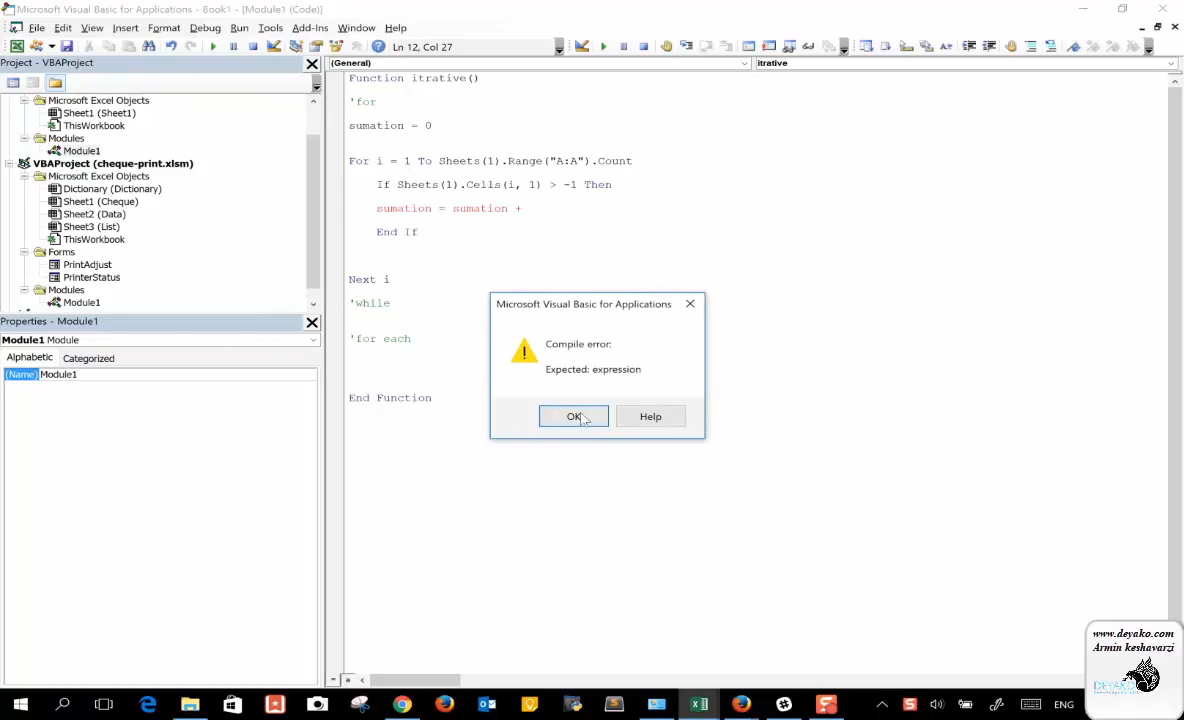 Microsoft Visual Basic for Applications - Book1 - [Module1 (Code)]
File Edit View Insert Format Debug Run Tools Add-Ins Window Help
Ln 12, Col 27
Project - VBAProject
Microsoft Excel Objects
Sheet1 (Sheet1)
ThisWorkbook
Modules
Module1
VBAProject (cheque-print.xlsm)
Microsoft Excel Objects
Dictionary (Dictionary)
Sheet1 (Cheque)
Sheet2 (Data)
Sheet3 (List)
ThisWorkbook
Forms
PrintAdjust
PrinterStatus
Modules
Module1
Properties - Module1
Module1 Module
Alphabetic Categorized
(Name) Module1
(General) itrative
Function itrative()
'for
sumation = 0
For i = 1 To Sheets(1).Range("A:A").Count
If Sheets(1).Cells(i, 1) > -1 Then
sumation = sumation +
End If
Next i
'while
'for each
End Function
Microsoft Visual Basic for Applications
Compile error:
Expected: expression
OK Help
www.deyako.com
Armin keshavarzi
DEYAKO
ENG